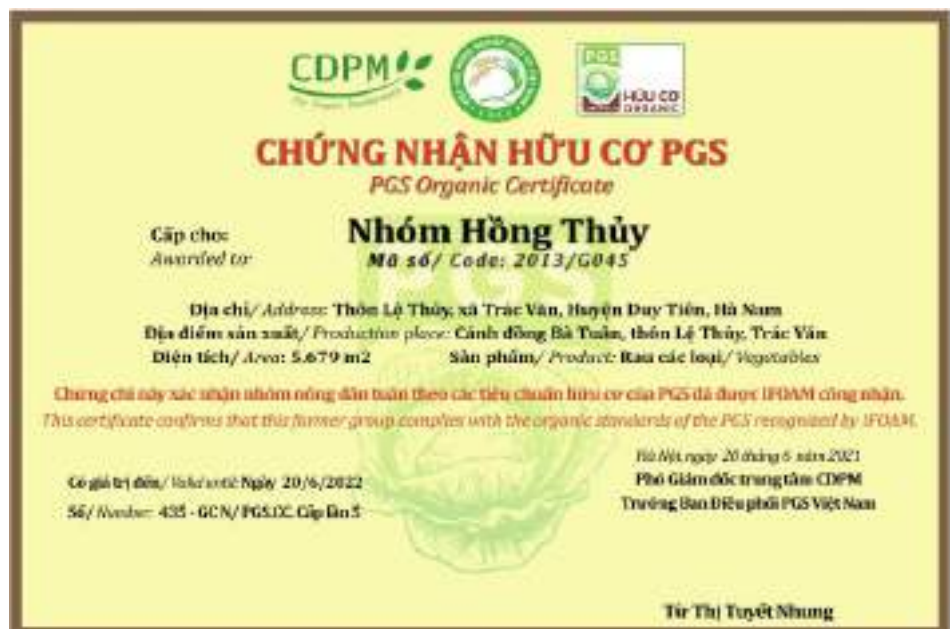 CDPM
PGS
HỮU CƠ
ORGANIC
CHỨNG NHẬN HỮU CƠ PGS
PGS Organic Certificate
Cấp cho: Nhóm Hồng Thủy
Awarded to: Mã số/ Code: 2013/G045
Địa chỉ/ Address: Thôn Lệ Thủy, xã Trác Văn, Huyện Duy Tiên, Hà Nam
Địa điểm sản xuất/ Production place: Cánh đồng Bà Tuân, thôn Lệ Thủy, Trác Văn
Diện tích/ Area: 5.679 m2 Sản phẩm/ Product: Rau các loại/ Vegetables
Chứng chỉ này xác nhận nhóm nông dân tuân theo các tiêu chuẩn hữu cơ của PGS đã được IFOAM công nhận.
This certificate confirms that this farmer group complies with the organic standards of the PGS recognized by IFOAM.
Hà Nội, ngày 20 tháng 6 năm 2021
Có giá trị đến/ Valid until: Ngày 20/6/2022
Phó Giám đốc trung tâm CDPM
Số/ Number: 435 - GCN/ PGS.CC. Cấp lần 5
Trưởng Ban Điều phối PGS Việt Nam
Từ Thị Tuyết Nhung
PGS